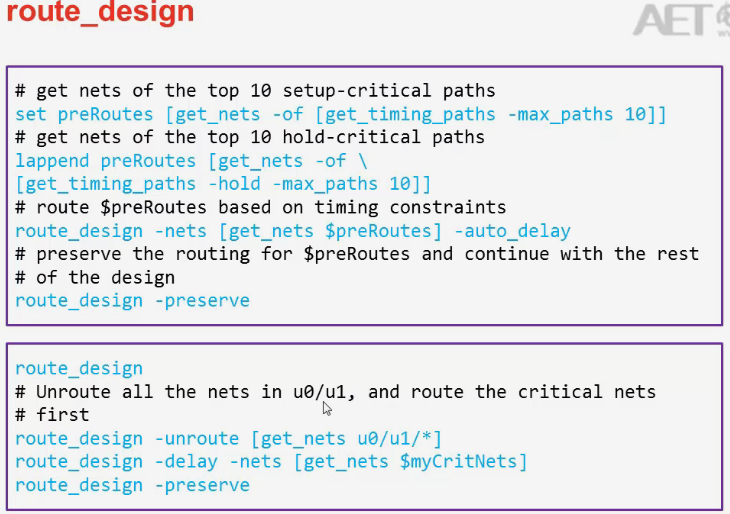 route_design
AET
# get nets of the top 10 setup-critical paths
set preRoutes [get_nets -of [get_timing_paths -max_paths 10]]
# get nets of the top 10 hold-critical paths
lappend preRoutes [get_nets -of \
[get_timing_paths -hold -max_paths 10]]
# route $preRoutes based on timing constraints
route_design -nets [get_nets $preRoutes] -auto_delay
# preserve the routing for $preRoutes and continue with the rest
# of the design
route_design -preserve
route_design
# Unroute all the nets in u0/u1, and route the critical nets
# first
route_design -unroute [get_nets u0/u1/*]
route_design -delay -nets [get_nets $myCritNets]
route_design -preserve